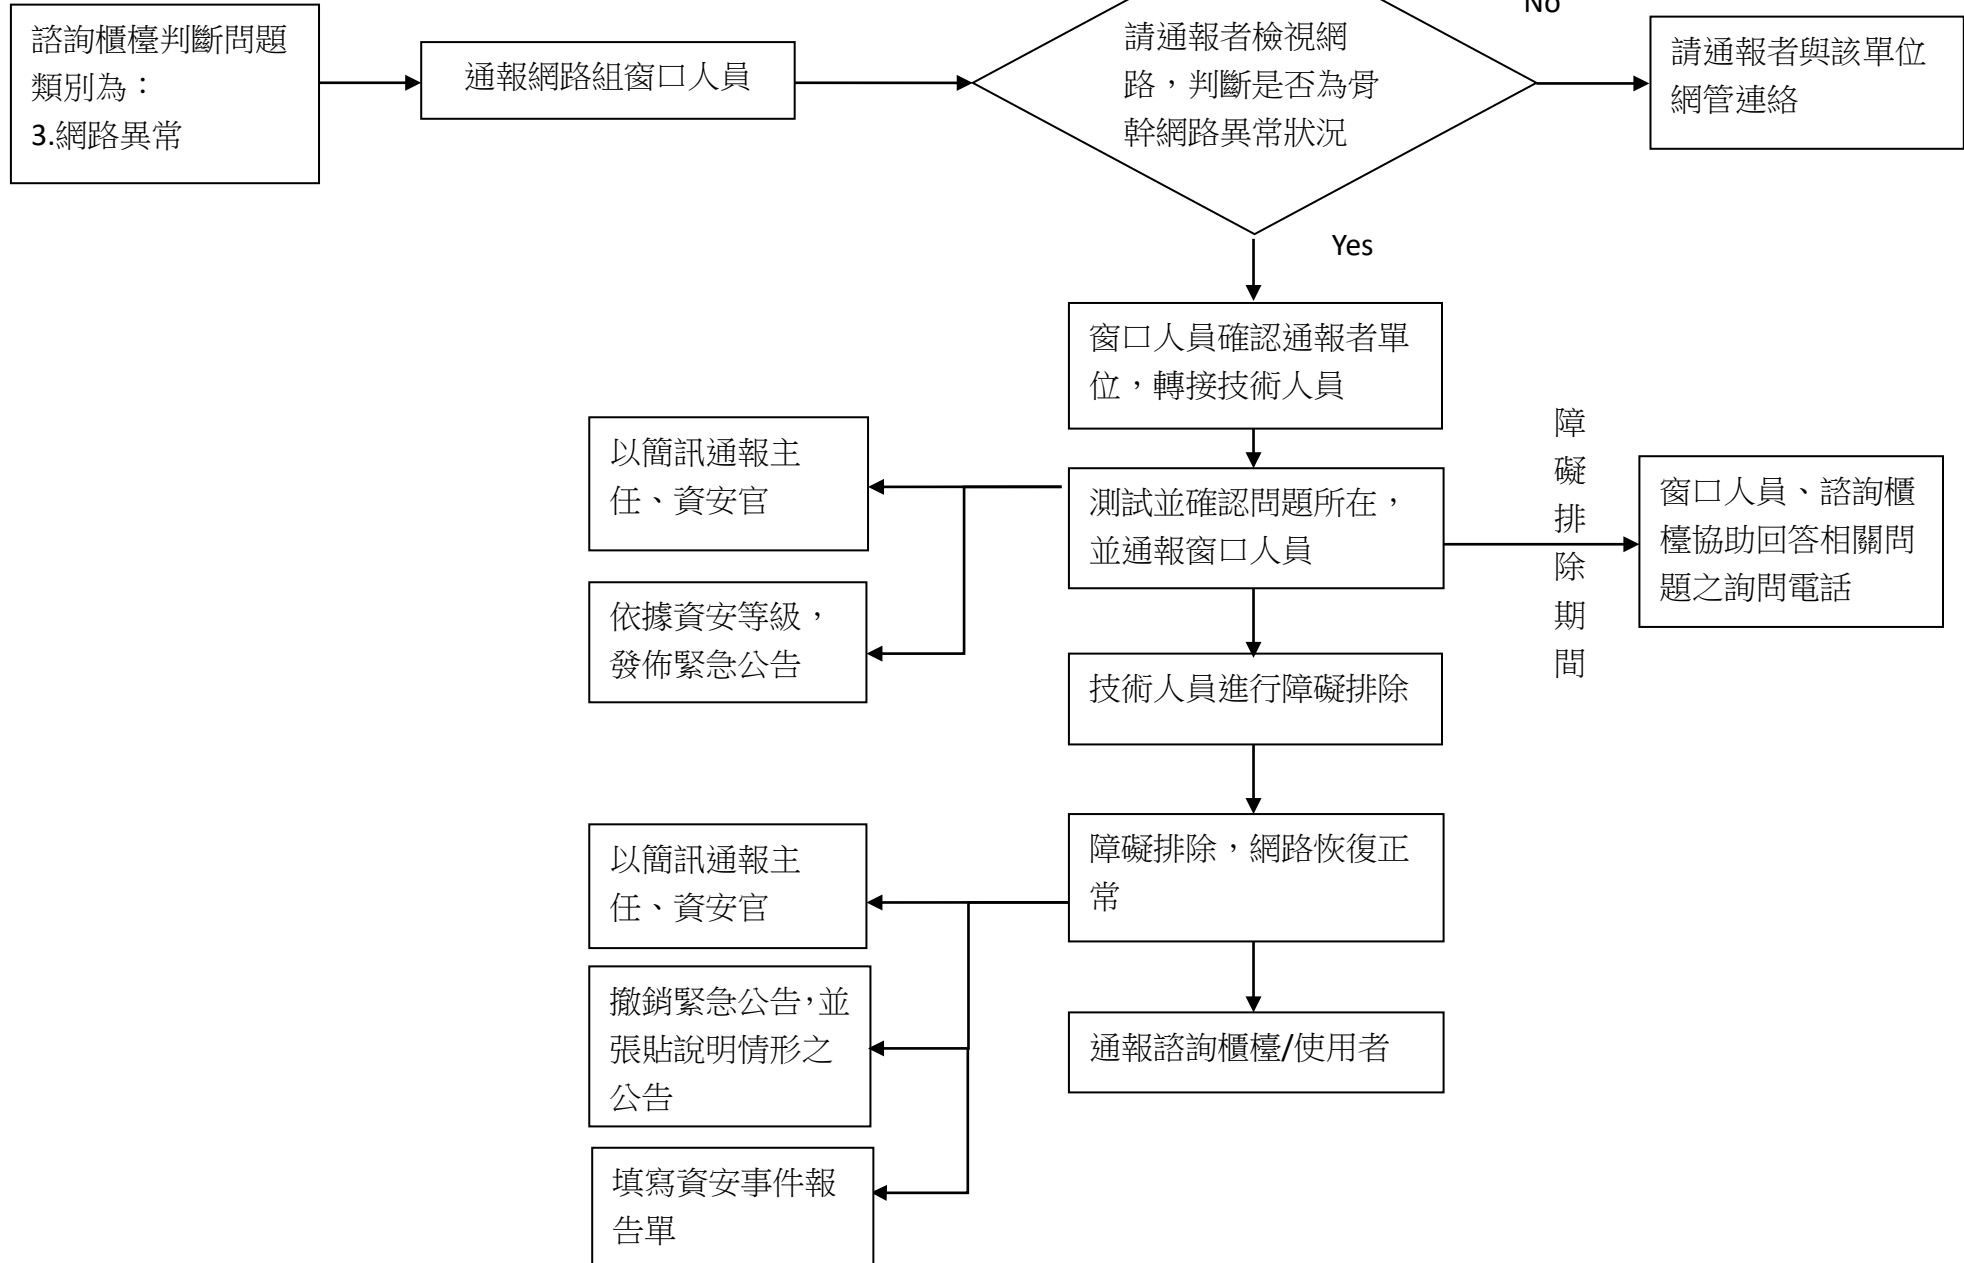 諮詢櫃檯判斷問題
類別為：
3.網路異常
通報網路組窗口人員
請通報者檢視網
路，判斷是否為骨
幹網路異常狀況
No
請通報者與該單位
網管連絡
Yes
窗口人員確認通報者單
位，轉接技術人員
以簡訊通報主
任、資安官
測試並確認問題所在，
並通報窗口人員
障
礙
排
除
期
間
窗口人員、諮詢櫃
檯協助回答相關問
題之詢問電話
依據資安等級，
發佈緊急公告
技術人員進行障礙排除
障礙排除，網路恢復正
常
以簡訊通報主
任、資安官
撤銷緊急公告，並
張貼說明情形之
公告
通報諮詢櫃檯/使用者
填寫資安事件報
告單